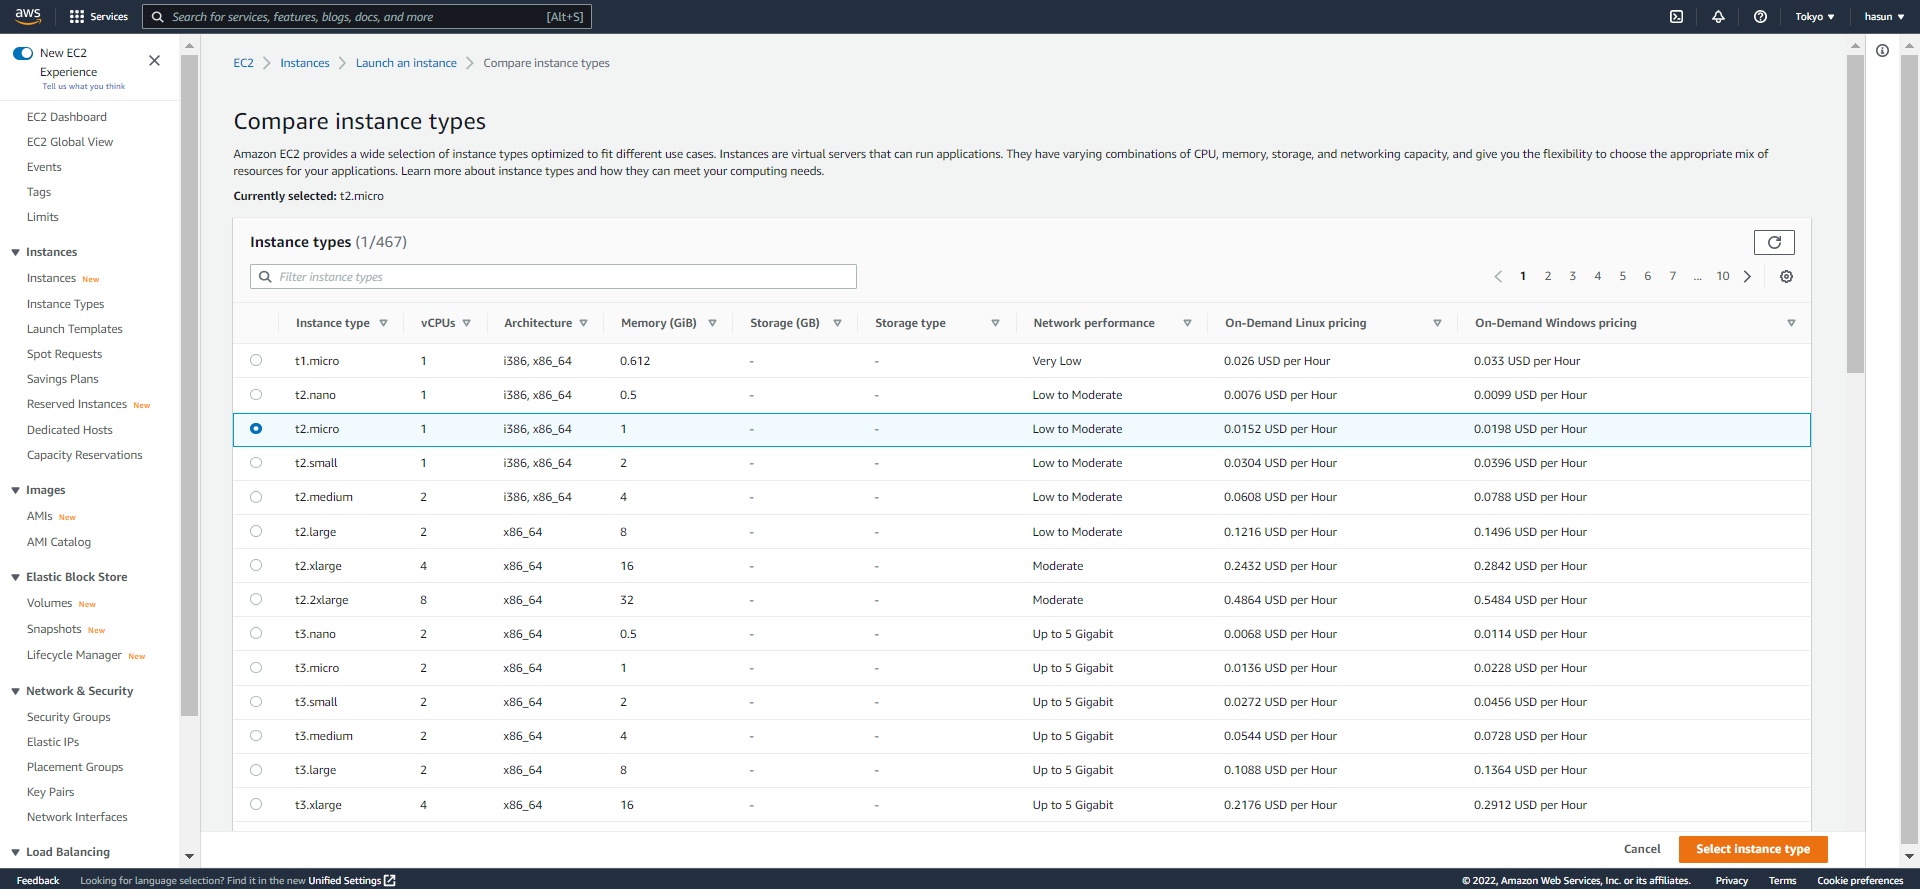 aws
Services
Search for services, features, blogs, docs, and more
[Alt+S]
Tokyo ▼
hasun ▼
New EC2
Experience
Tell us what you think
EC2 Dashboard
EC2 Global View
Events
Tags
Limits
Instances
Instances New
Instance Types
Launch Templates
Spot Requests
Savings Plans
Reserved Instances New
Dedicated Hosts
Capacity Reservations
Images
AMIs New
AMI Catalog
Elastic Block Store
Volumes New
Snapshots New
Lifecycle Manager New
Network & Security
Security Groups
Elastic IPs
Placement Groups
Key Pairs
Network Interfaces
Load Balancing
EC2 > Instances > Launch an instance > Compare instance types
Compare instance types
Amazon EC2 provides a wide selection of instance types optimized to fit different use cases. Instances are virtual servers that can run applications. They have varying combinations of CPU, memory, storage, and networking capacity, and give you the flexibility to choose the appropriate mix of
resources for your applications. Learn more about instance types and how they can meet your computing needs.
Currently selected: t2.micro
Instance types (1/467)
Filter instance types
1 2 3 4 5 6 7 ... 10
Instance type vCPUs Architecture Memory (GiB) Storage (GB) Storage type Network performance On-Demand Linux pricing On-Demand Windows pricing
t1.micro 1 i386, x86_64 0.612 - - Very Low 0.026 USD per Hour 0.033 USD per Hour
t2.nano 1 i386, x86_64 0.5 - - Low to Moderate 0.0076 USD per Hour 0.0099 USD per Hour
t2.micro 1 i386, x86_64 1 - - Low to Moderate 0.0152 USD per Hour 0.0198 USD per Hour
t2.small 1 i386, x86_64 2 - - Low to Moderate 0.0304 USD per Hour 0.0396 USD per Hour
t2.medium 2 i386, x86_64 4 - - Low to Moderate 0.0608 USD per Hour 0.0788 USD per Hour
t2.large 2 x86_64 8 - - Low to Moderate 0.1216 USD per Hour 0.1496 USD per Hour
t2.xlarge 4 x86_64 16 - - Moderate 0.2432 USD per Hour 0.2842 USD per Hour
t2.2xlarge 8 x86_64 32 - - Moderate 0.4864 USD per Hour 0.5484 USD per Hour
t3.nano 2 x86_64 0.5 - - Up to 5 Gigabit 0.0068 USD per Hour 0.0114 USD per Hour
t3.micro 2 x86_64 1 - - Up to 5 Gigabit 0.0136 USD per Hour 0.0228 USD per Hour
t3.small 2 x86_64 2 - - Up to 5 Gigabit 0.0272 USD per Hour 0.0456 USD per Hour
t3.medium 2 x86_64 4 - - Up to 5 Gigabit 0.0544 USD per Hour 0.0728 USD per Hour
t3.large 2 x86_64 8 - - Up to 5 Gigabit 0.1088 USD per Hour 0.1364 USD per Hour
t3.xlarge 4 x86_64 16 - - Up to 5 Gigabit 0.2176 USD per Hour 0.2912 USD per Hour
Cancel
Select instance type
Feedback
Looking for language selection? Find it in the new Unified Settings
© 2022, Amazon Web Services, Inc. or its affiliates.
Privacy
Terms
Cookie preferences